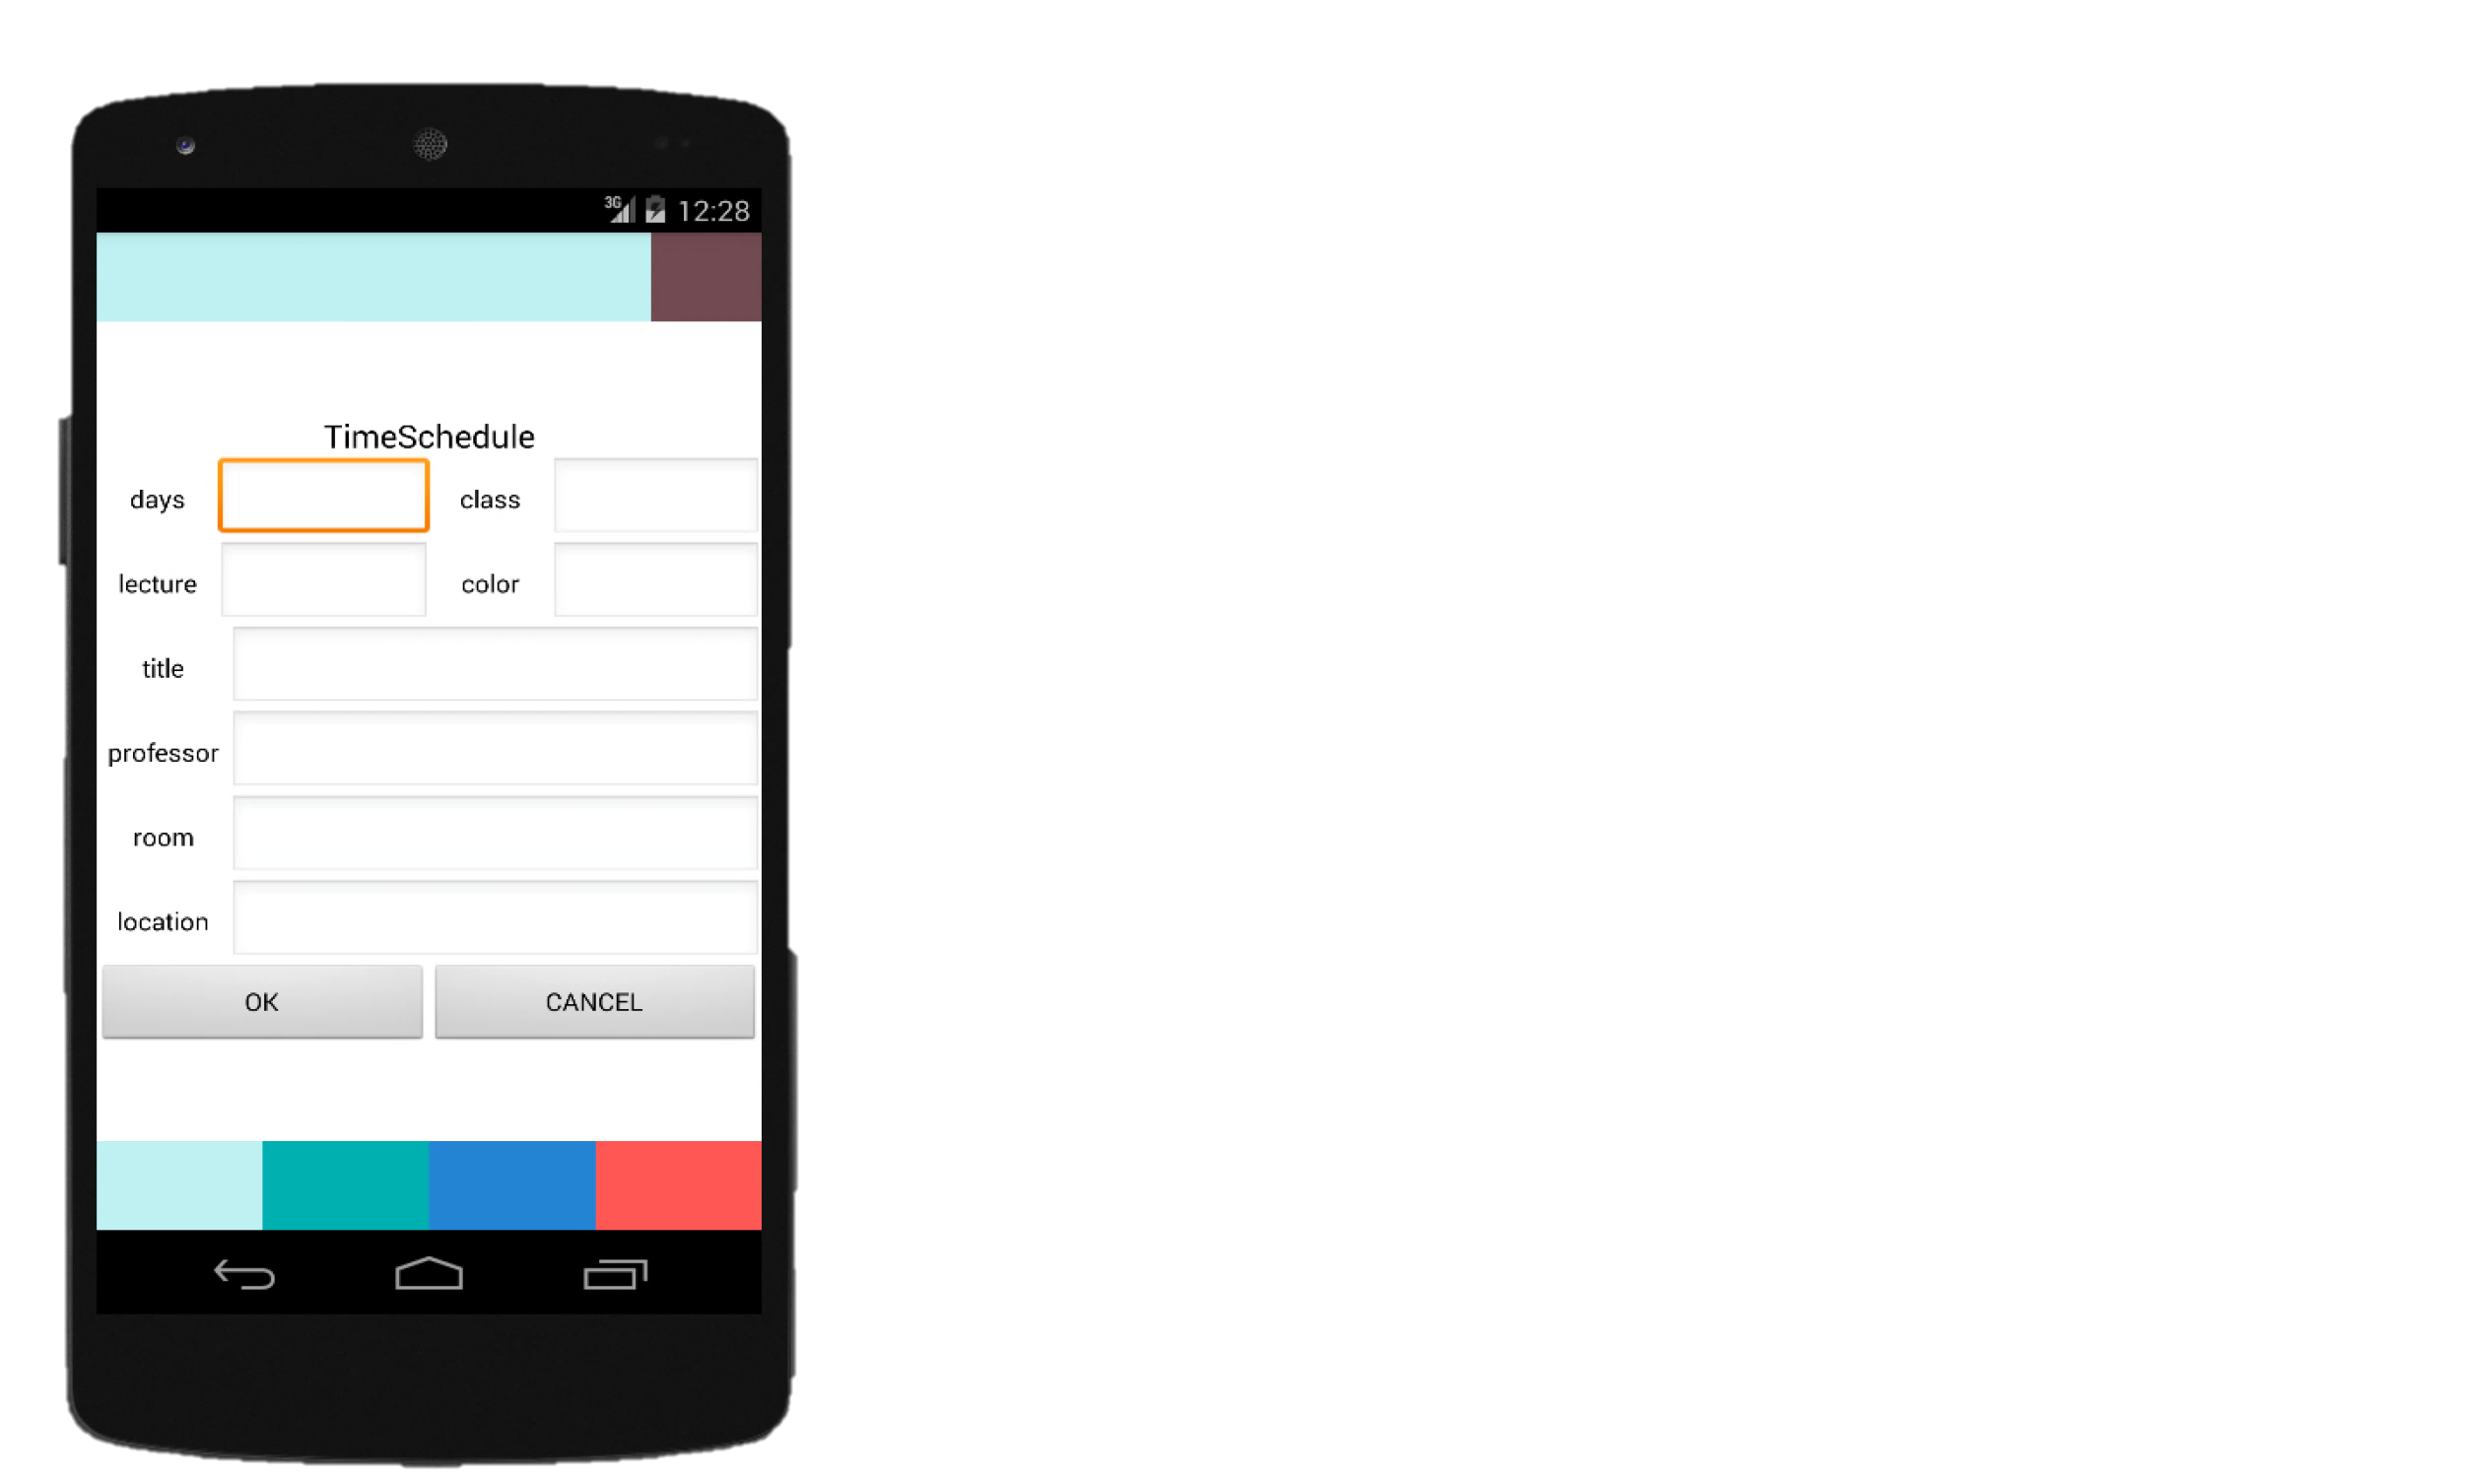 3G 12:28
TimeSchedule
days class
lecture color
title
professor
room
location
OK CANCEL